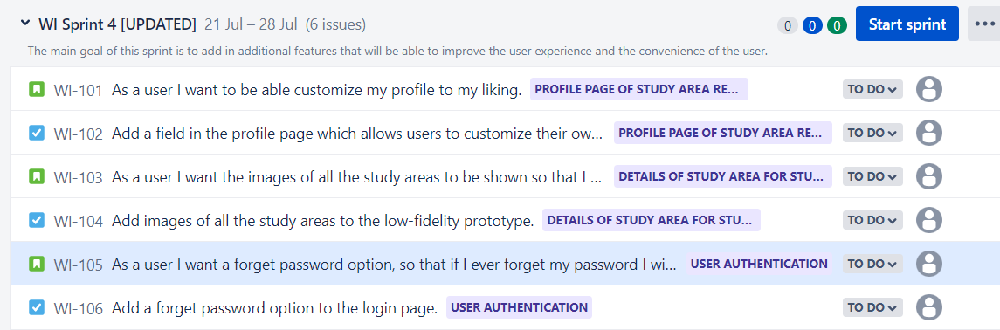 WI Sprint 4 [UPDATED] 21 Jul – 28 Jul (6 issues) 0 0 0 Start sprint
The main goal of this sprint is to add in additional features that will be able to improve the user experience and the convenience of the user.
WI-101 As a user I want to be able customize my profile to my liking. PROFILE PAGE OF STUDY AREA RE... TO DO
WI-102 Add a field in the profile page which allows users to customize their ow... PROFILE PAGE OF STUDY AREA RE... TO DO
WI-103 As a user I want the images of all the study areas to be shown so that I ... DETAILS OF STUDY AREA FOR STU... TO DO
WI-104 Add images of all the study areas to the low-fidelity prototype. DETAILS OF STUDY AREA FOR STU... TO DO
WI-105 As a user I want a forget password option, so that if I ever forget my password I wi... USER AUTHENTICATION TO DO
WI-106 Add a forget password option to the login page. USER AUTHENTICATION TO DO